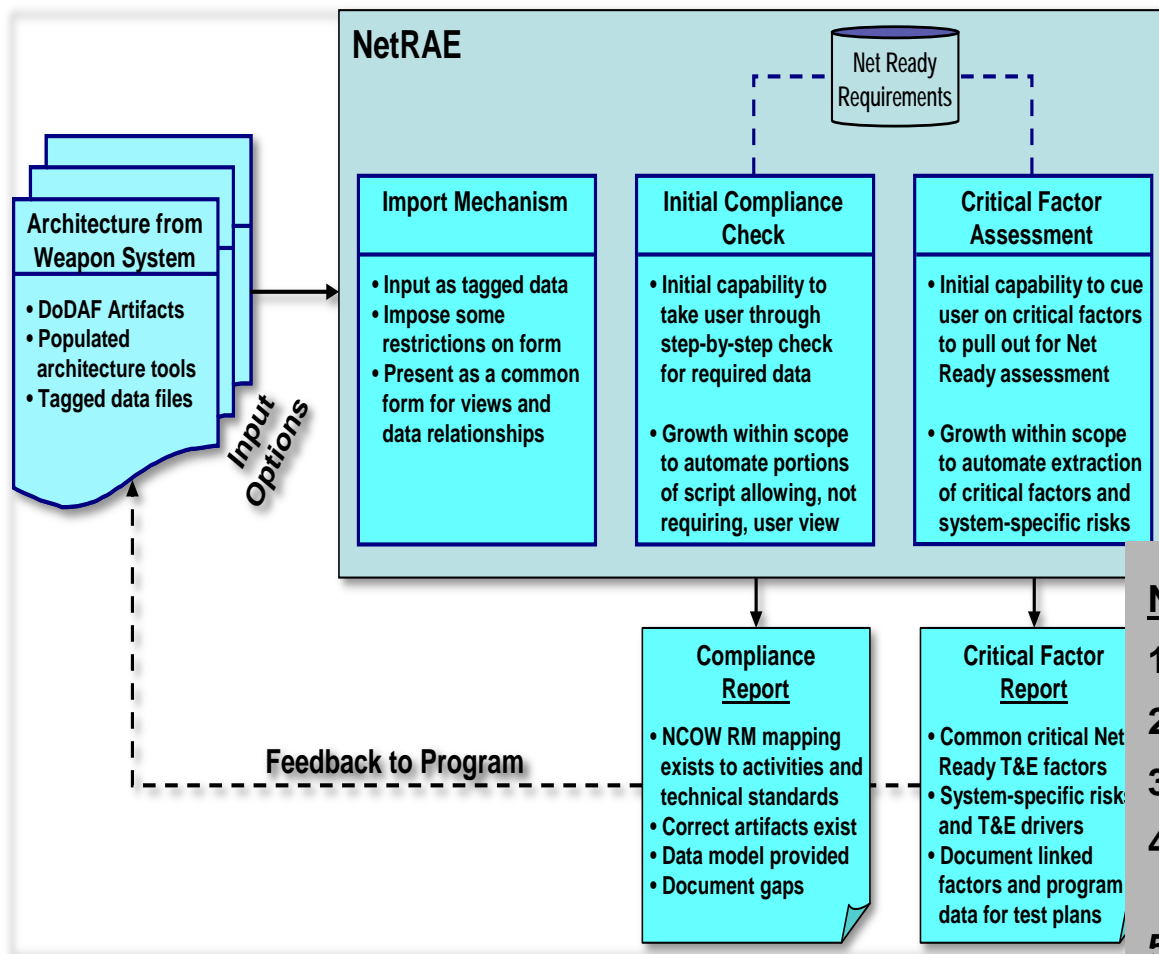 NetRAE
Net Ready
Requirements
Architecture from
Weapon System
• DoDAF Artifacts
• Populated
architecture tools
• Tagged data files
Input
Options
Import Mechanism
• Input as tagged data
• Impose some
restrictions on form
• Present as a common
form for views and
data relationships
Initial Compliance
Check
• Initial capability to
take user through
step-by-step check
for required data
• Growth within scope
to automate portions
of script allowing, not
requiring, user view
Critical Factor
Assessment
• Initial capability to cue
user on critical factors
to pull out for Net
Ready assessment
• Growth within scope
to automate extraction
of critical factors and
system-specific risks
Compliance
Report
• NCOW RM mapping
exists to activities and
technical standards
• Correct artifacts exist
• Data model provided
• Document gaps
Critical Factor
Report
• Common critical Net
Ready T&E factors
• System-specific risks
and T&E drivers
• Document linked
factors and program
data for test plans
Feedback to Program
N
1
2
3
4
5